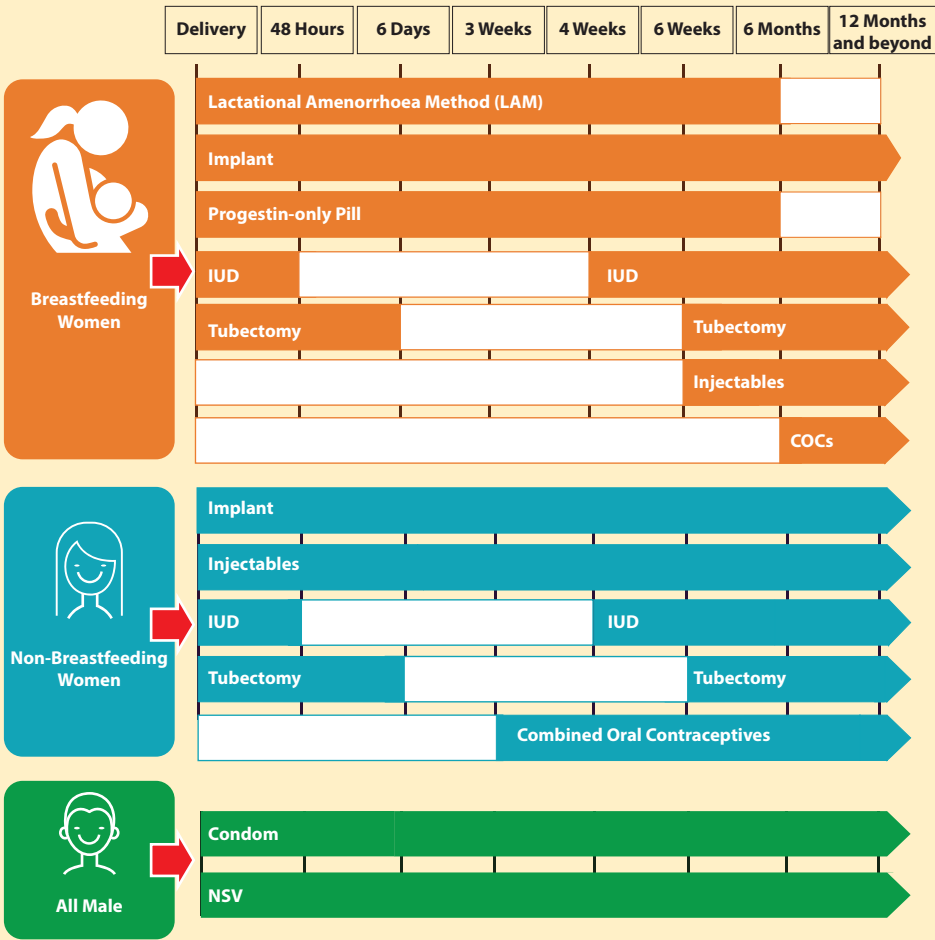 Delivery
48 Hours
6 Days
3 Weeks
4 Weeks
6 Weeks
6 Months
12 Months
and beyond
Breastfeeding
Women
Lactational Amenorrhoea Method (LAM)
Implant
Progestin-only Pill
IUD
IUD
Tubectomy
Tubectomy
Injectables
COCs
Non-Breastfeeding
Women
Implant
Injectables
IUD
IUD
Tubectomy
Tubectomy
Combined Oral Contraceptives
All Male
Condom
NSV